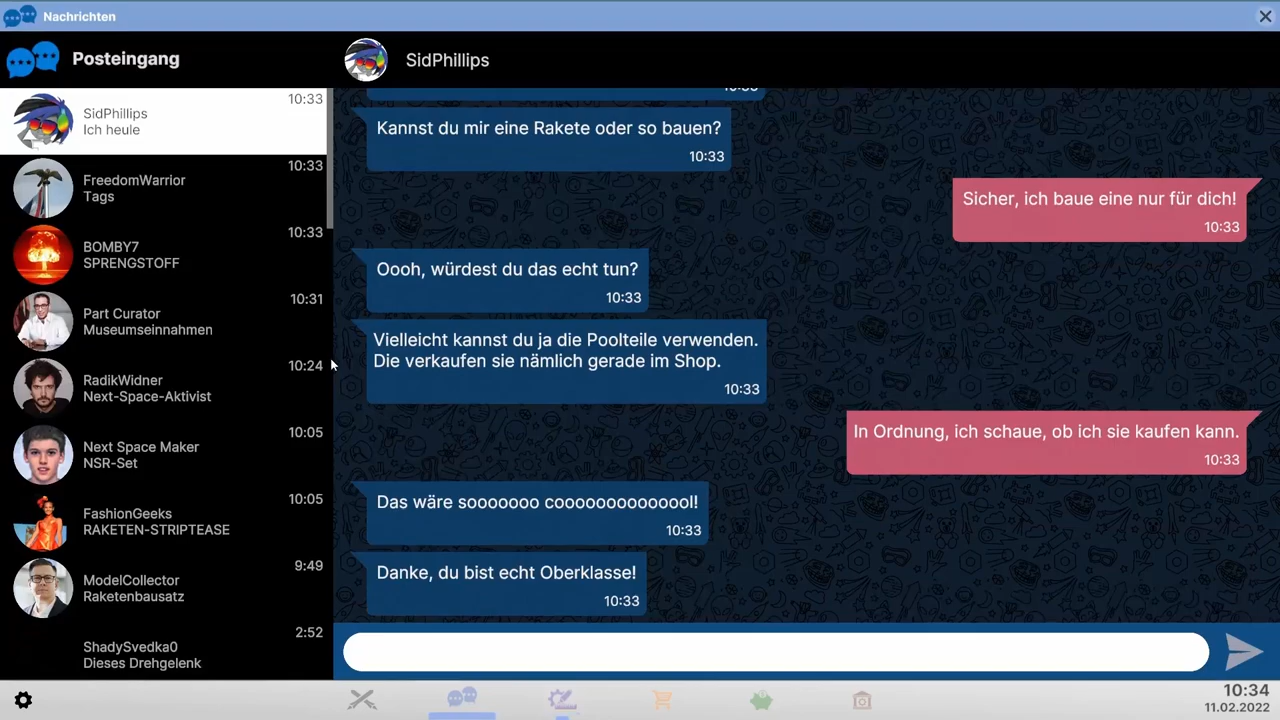 Nachrichten
Posteingang
SidPhillips
10:33
SidPhillips
Ich heule
10:33
FreedomWarrior
Tags
10:33
BOMBY7
SPRENGSTOFF
10:31
Part Curator
Museumseinnahmen
10:24
RadikWidner
Next-Space-Aktivist
10:05
Next Space Maker
NSR-Set
10:05
FashionGeeks
RAKETEN-STRIPTEASE
9:49
ModelCollector
Raketenbausatz
2:52
ShadySvedka0
Dieses Drehgelenk
10:33
Kannst du mir eine Rakete oder so bauen?
10:33
Sicher, ich baue eine nur für dich!
10:33
Oooh, würdest du das echt tun?
10:33
Vielleicht kannst du ja die Poolteile verwenden.
Die verkaufen sie nämlich gerade im Shop.
10:33
In Ordnung, ich schaue, ob ich sie kaufen kann.
10:33
Das wäre sooooooo coooooooooooool!
10:33
Danke, du bist echt Oberklasse!
10:33
10:34
11.02.2022